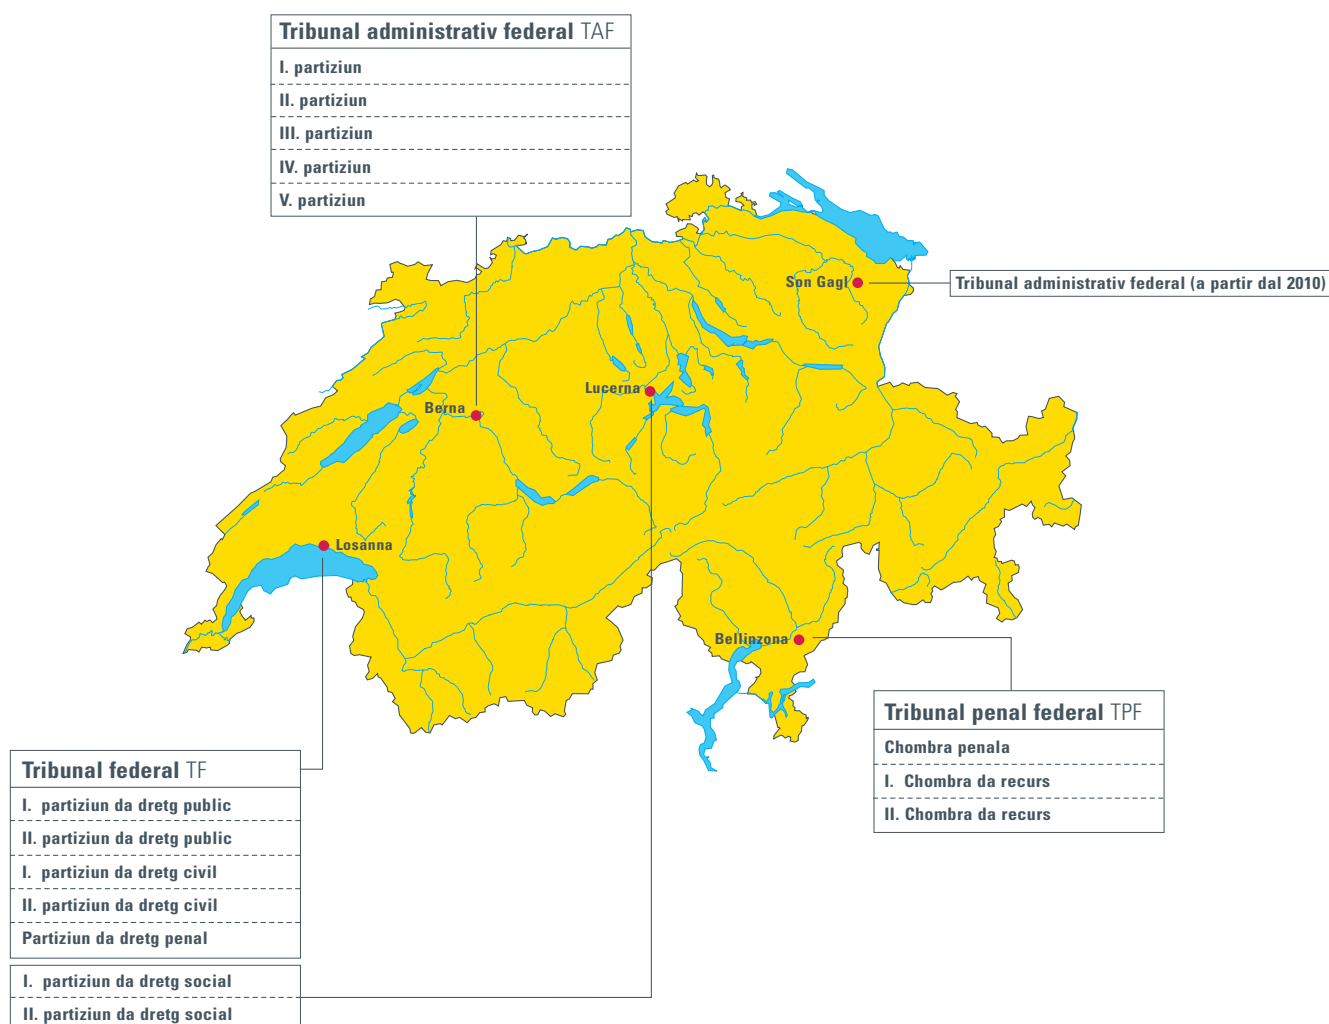 Tribunal administrativ federal TAF
I. partiziun
II. partiziun
III. partiziun
IV. partiziun
V. partiziun
Son Gagl
Tribunal administrativ federal (a partir dal 2010)
Lucerna
Berna
Losanna
Bellinzona
Tribunal penal federal TPF
Chombra penala
I. Chombra da recurs
II. Chombra da recurs
Tribunal federal TF
I. partiziun da dretg public
II. partiziun da dretg public
I. partiziun da dretg civil
II. partiziun da dretg civil
Partiziun da dretg penal
I. partiziun da dretg social
II. partiziun da dretg social